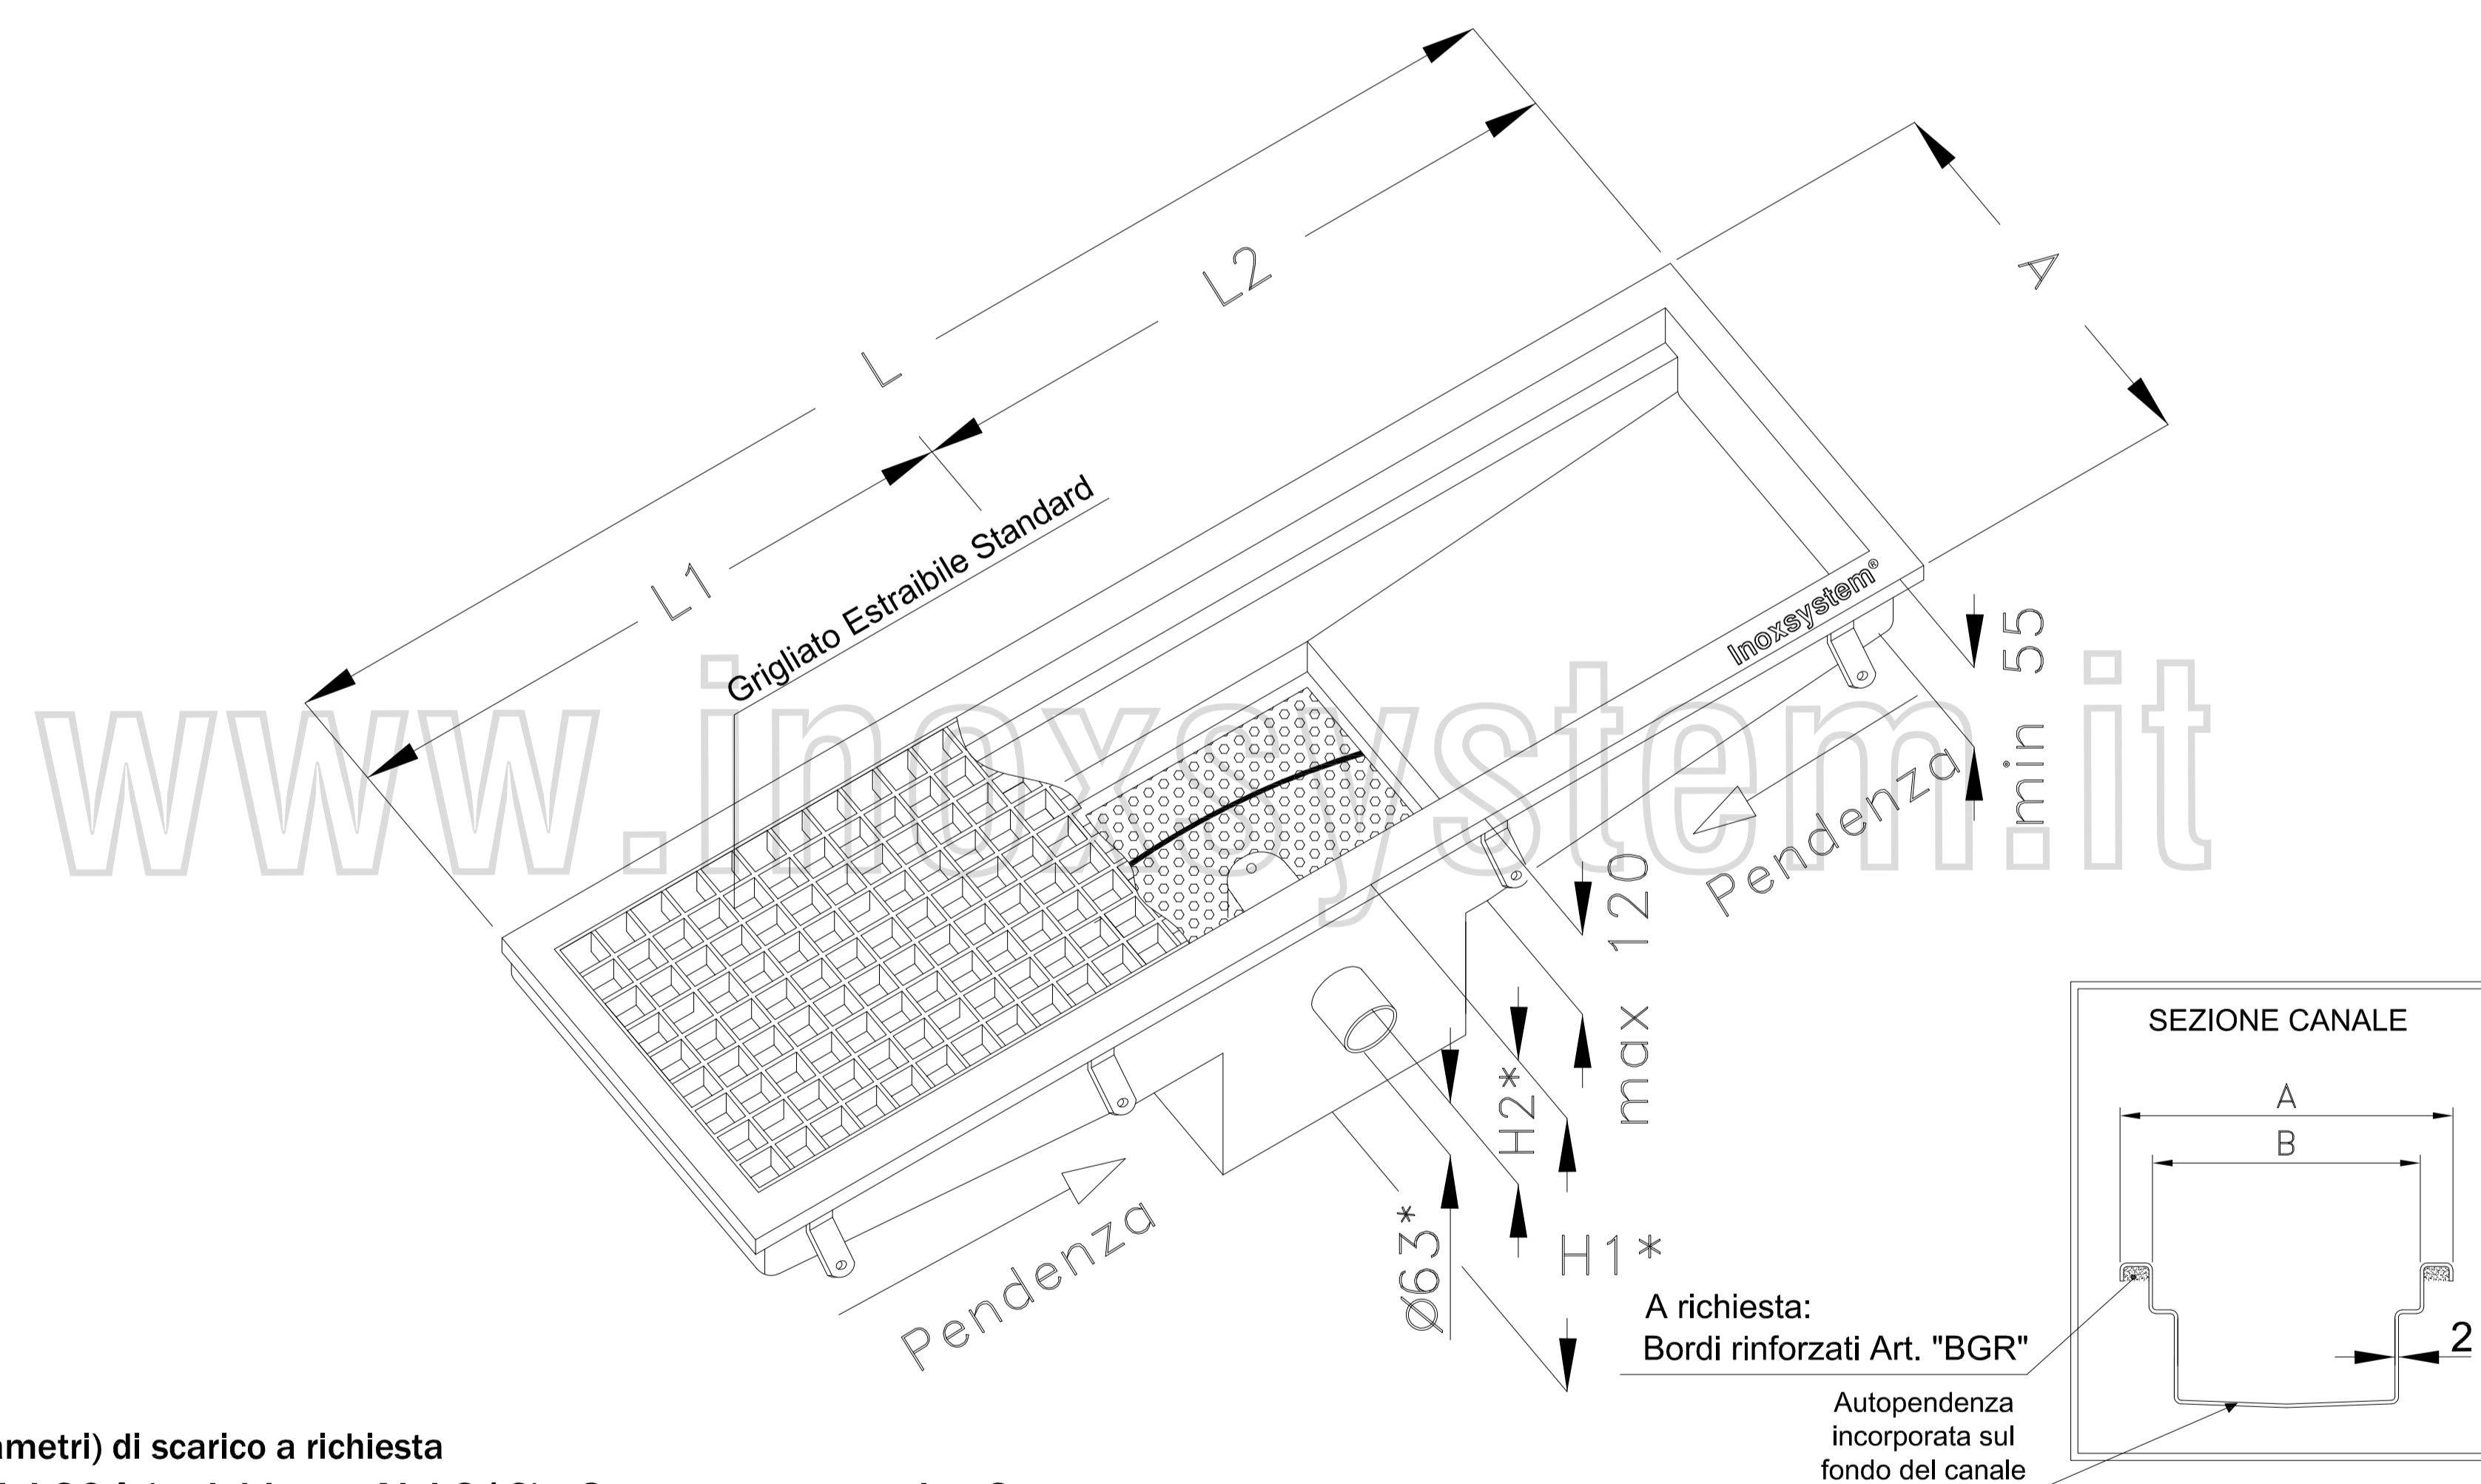 L
L2
A
L1
Grigliato Estraibile Standard
Inoxsystem®
www.inoxsystem.it
min 55
Pendenza
max 120
H2*
Ø63*
H1*
Pendenza
SEZIONE CANALE
A
B
2
A richiesta:
Bordi rinforzati Art. "BGR"
Autopendenza
incorporata sul
fondo del canale
ametri) di scarico a richiesta